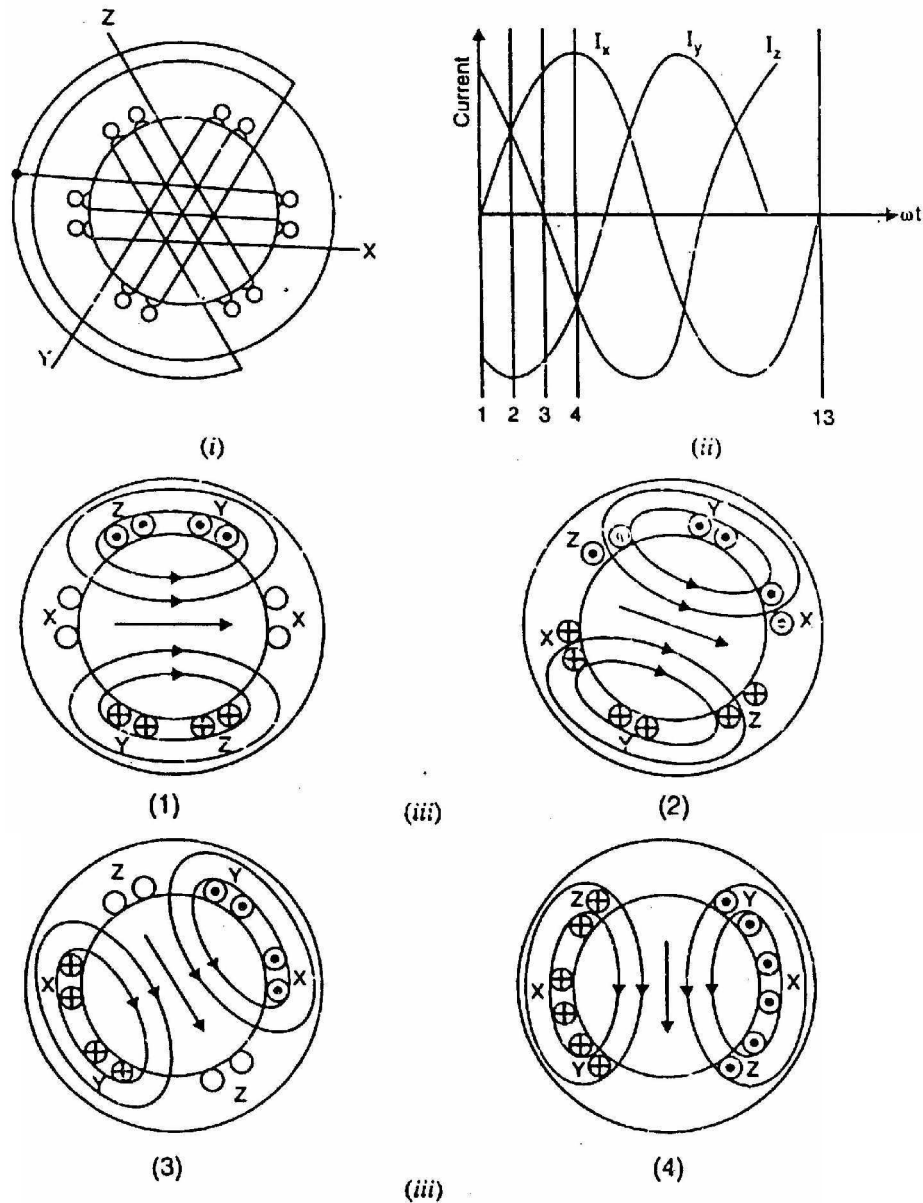 Z
X
Y
(i)
Current
Ix
Iy
Iz
ωt
1 2 3 4 13
(ii)
Z Y
X X
Y Z
(1)
Z Y
X X
Y Z
(2)
(iii)
Z Y
X X
Y Z
(3)
Z Y
X X
Y Z
(4)
(iii)